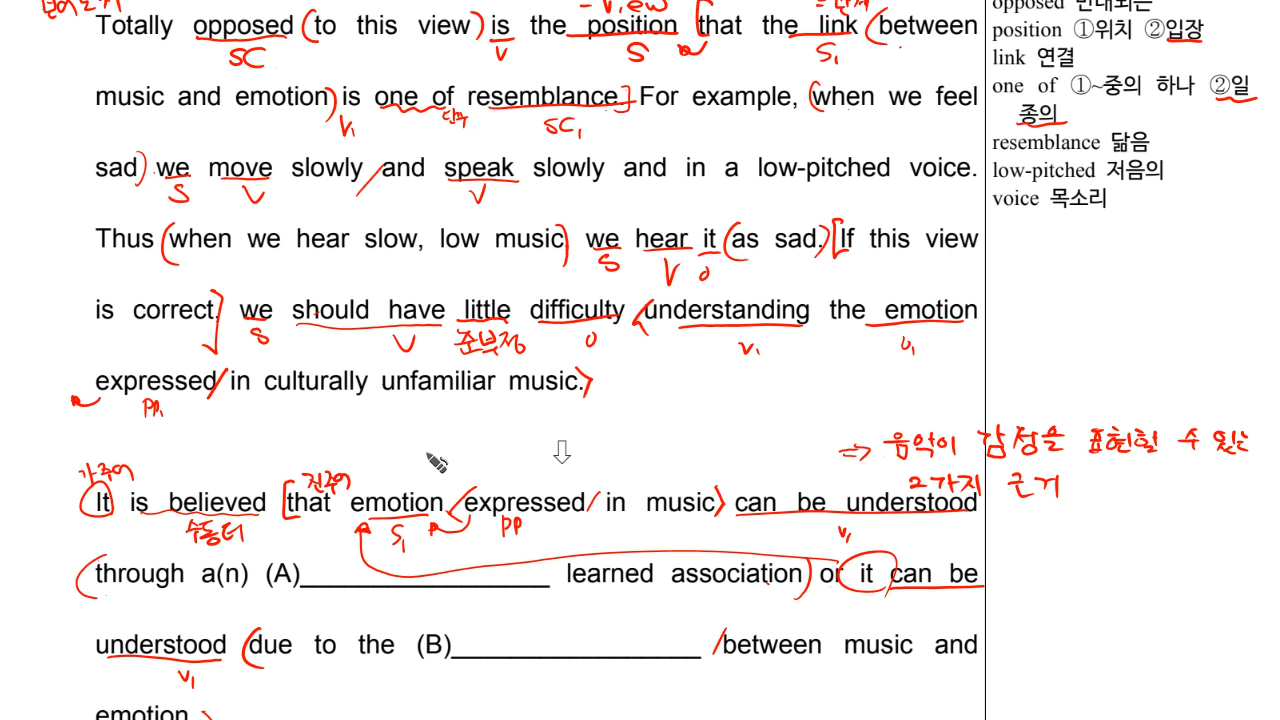 view
opposed 반대되는
Totally opposed (to this view) is the position [that the link (between
SC V S S₁
position ①위치 ②입장
link 연결
music and emotion) is one of resemblance.] For example, (when we feel
V₁ SC₁
one of ①~중의 하나 ②일
종의
sad) we move slowly/and speak slowly and in a low-pitched voice.
S V V
resemblance 닮음
low-pitched 저음의
voice 목소리
Thus (when we hear slow, low music) we hear it (as sad.) [If this view
S V O
is correct,] we should have little difficulty <understanding the emotion
S V 준부정 O V₁ O₁
expressed/in culturally unfamiliar music.>
PP₁
⇒ 음악이 감정을 표현할 수 있는
2가지 근거
가주어 진주어
It is believed [that emotion <expressed/in music> can be understood
수동태 S₁ PP V₁
(through a(n) (A)__________________ learned association) or it can be
understood (due to the (B)__________________ /between music and
V₁
emotion